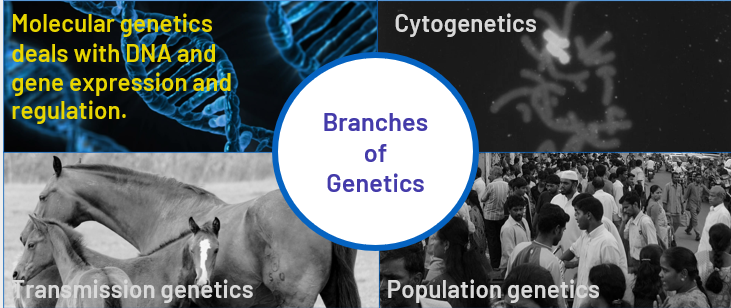 Molecular genetics
deals with DNA and
gene expression and
regulation.
Cytogenetics
Branches
of
Genetics
Transmission genetics
Population genetics